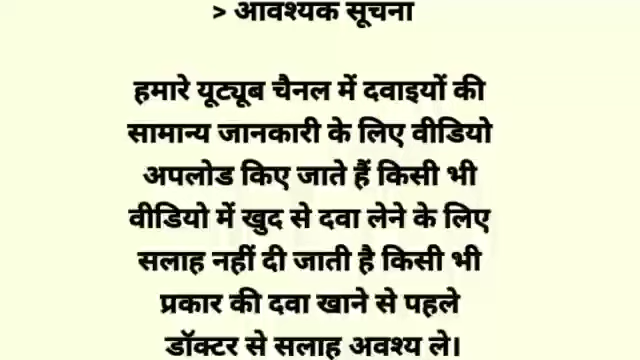 > आवश्यक सूचना
हमारे यूट्यूब चैनल में दवाइयों की
सामान्य जानकारी के लिए वीडियो
अपलोड किए जाते हैं किसी भी
वीडियो में खुद से दवा लेने के लिए
सलाह नहीं दी जाती है किसी भी
प्रकार की दवा खाने से पहले
डॉक्टर से सलाह अवश्य ले।